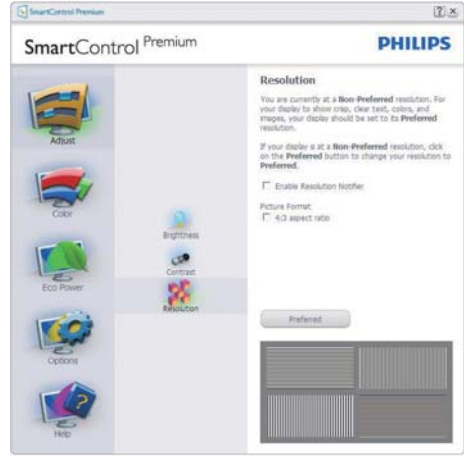 SmartControl Premium
SmartControl Premium
PHILIPS
Adjust
Color
Eco Power
Options
Help
Brightness
Contrast
Resolution
Resolution
You are currently at a Non-Preferred resolution. For
your display to show crisp, clear text, colors, and
images, your display should be set to its Preferred
resolution.
If your display is at a Non-Preferred resolution, click
on the Preferred button to change your resolution to
Preferred.
Enable Resolution Notifier
Picture Format
4:3 aspect ratio
Preferred